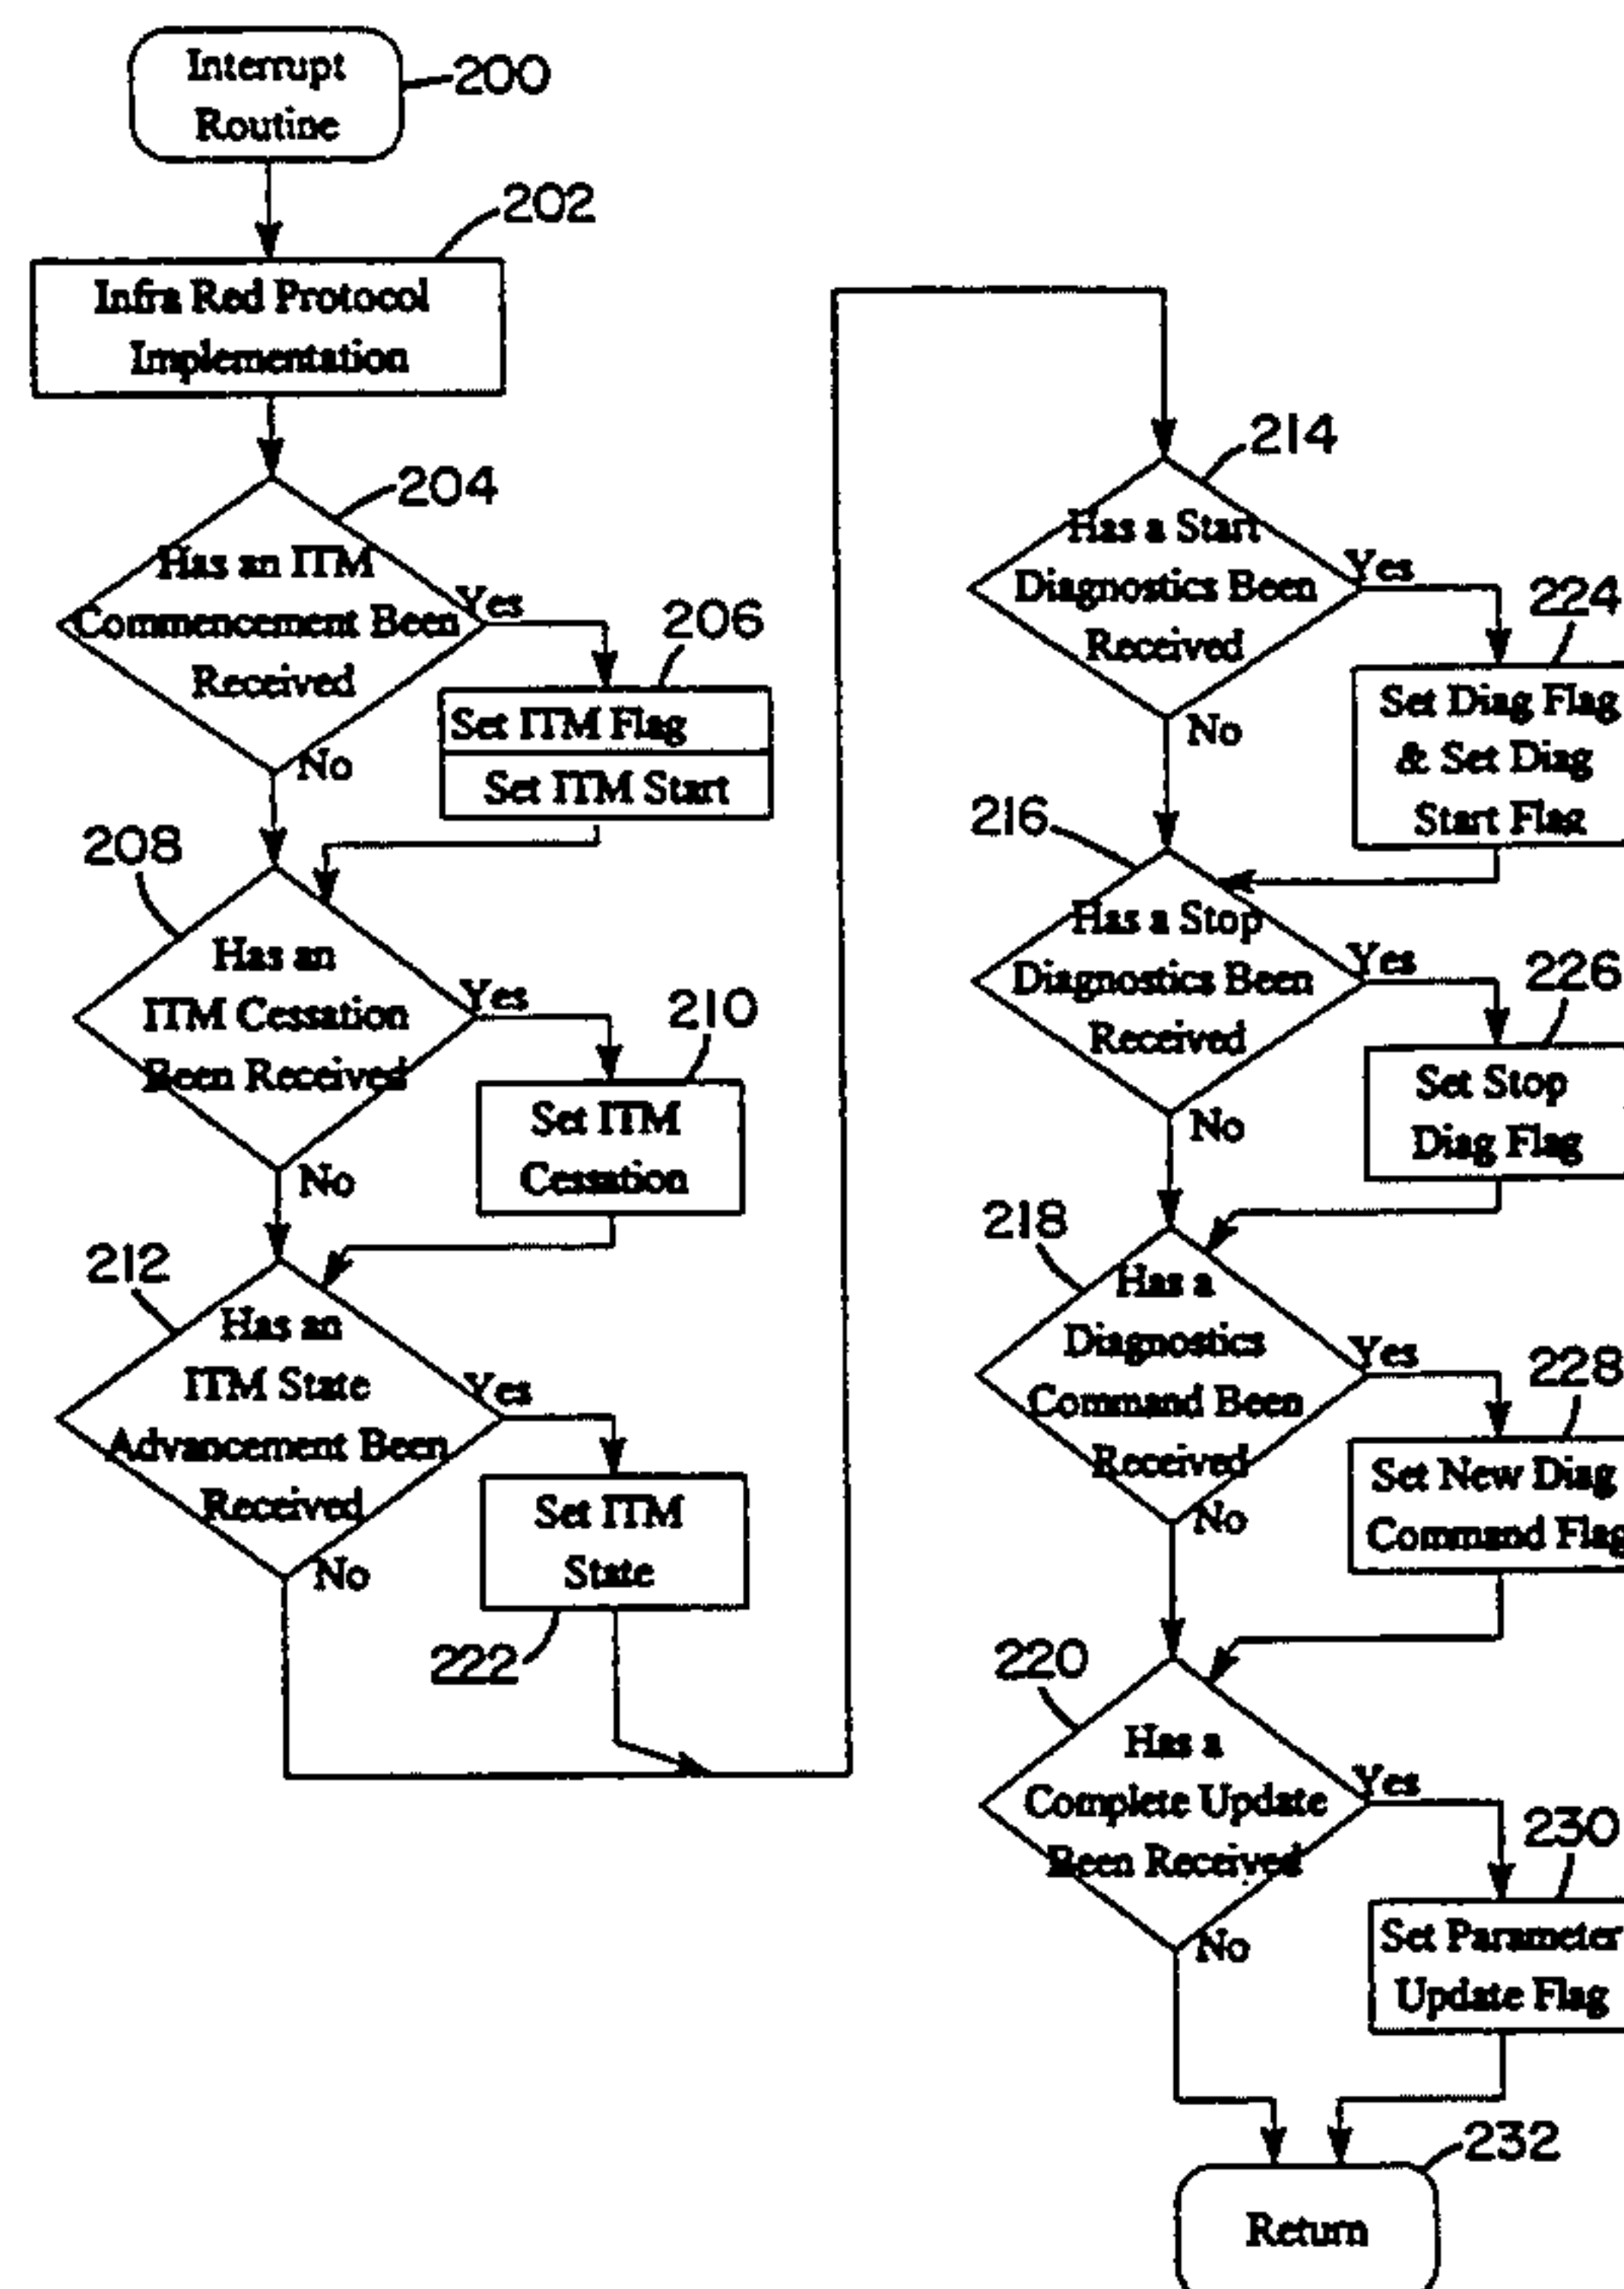 Interrupt
Routine
200
202
Infra Red Protocol
Implementation
204
Has an ITM
Commencement Been
Received
Yes
No
206
Set ITM Flag
Set ITM Start
208
Has an
ITM Cessation
Been Received
Yes
No
210
Set ITM
Cessation
212
Has an
ITM State
Advancement Been
Received
Yes
No
Set ITM
State
222
214
Has a Start
Diagnostics Been
Received
Yes
No
224
Set Diag Flag
& Set Diag
Start Flag
216
Has a Stop
Diagnostics Been
Received
Yes
No
226
Set Stop
Diag Flag
218
Has a
Diagnostics
Command Been
Received
Yes
No
228
Set New Diag
Command Flag
220
Has a
Complete Update
Been Received
Yes
No
230
Set Parameter
Update Flag
232
Return